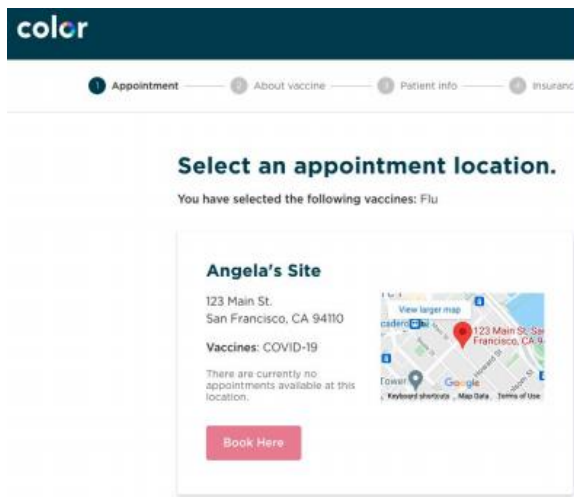 color
1 Appointment
2 About vaccine
3 Patient info
4 Insuranc
Select an appointment location.
You have selected the following vaccines: Flu
Angela's Site
123 Main St.
San Francisco, CA 94110
Vaccines: COVID-19
There are currently no
appointments available at this
location.
Book Here
View larger map
cadero
123 Main St, San
Francisco, CA 9
Howard St
Tower
Google
Keyboard shortcuts
Map Data
Terms of Use